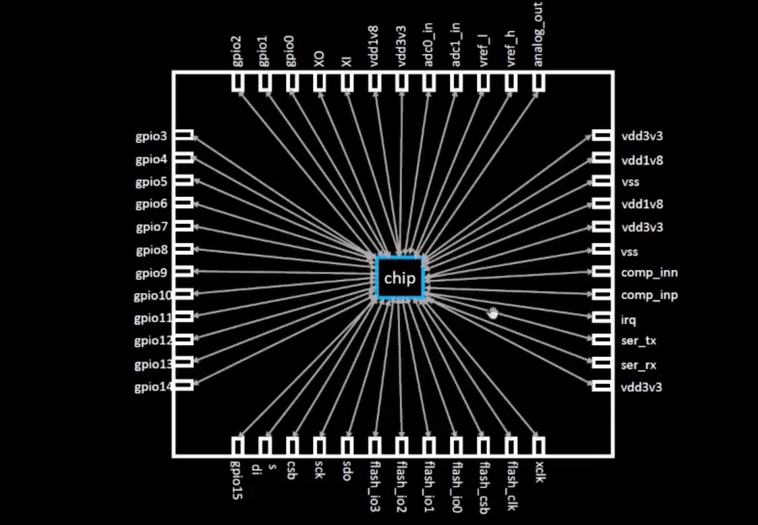 gpio2
gpio1
gpio0
XO
XI
vdd1v8
vdd3v3
adc0_in
adc1_in
vref_l
vref_h
analog_out
gpio3
gpio4
gpio5
gpio6
gpio7
gpio8
gpio9
gpio10
gpio11
gpio12
gpio13
gpio14
chip
vdd3v3
vdd1v8
vss
vdd1v8
vdd3v3
vss
comp_inn
comp_inp
irq
ser_tx
ser_rx
vdd3v3
gpio15
s
di
csb
sck
sdo
flash_io3
flash_io2
flash_io1
flash_io0
flash_csb
flash_clk
xclk